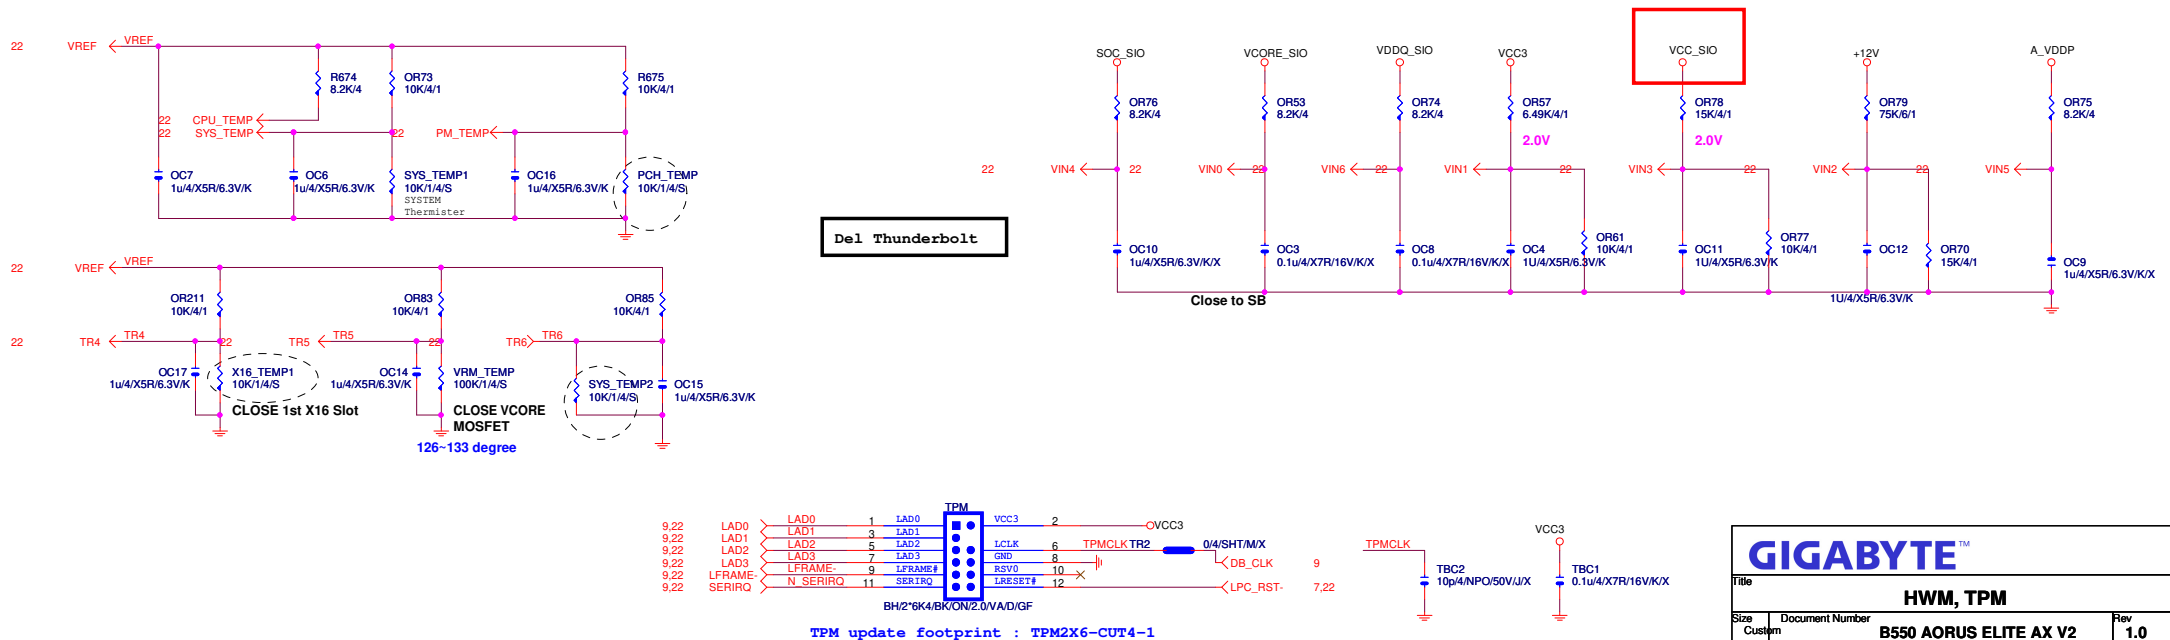 22 VREF VREF
R674
8.2K/4
OR73
10K/4/1
R675
10K/4/1
22 CPU_TEMP
22 SYS_TEMP 22 PM_TEMP
OC7
1u/4/X5R/6.3V/K
OC6
1u/4/X5R/6.3V/K
SYS_TEMP1
10K/1/4/S
SYSTEM
Thermister
OC16
1u/4/X5R/6.3V/K
PCH_TEMP
10K/1/4/S
22 VREF VREF
OR211
10K/4/1
OR83
10K/4/1
OR85
10K/4/1
22 TR4 TR4 22 TR5 TR5 22 TR6 TR6
OC17
1u/4/X5R/6.3V/K
X16_TEMP1
10K/1/4/S
CLOSE 1st X16 Slot
OC14
1u/4/X5R/6.3V/K
VRM_TEMP
100K/1/4/S
CLOSE VCORE
MOSFET
126~133 degree
SYS_TEMP2
10K/1/4/S
OC15
1u/4/X5R/6.3V/K
Del Thunderbolt
SOC_SIO VCORE_SIO VDDQ_SIO VCC3 VCC_SIO +12V A_VDDP
OR76
8.2K/4
OR53
8.2K/4
OR74
8.2K/4
OR57
6.49K/4/1
2.0V
OR78
15K/4/1
2.0V
OR79
75K/6/1
OR75
8.2K/4
22 VIN4 22 VIN0 22 VIN6 22 VIN1 22 VIN3 22 VIN2 22 VIN5
OC10
1u/4/X5R/6.3V/K/X
OC3
0.1u/4/X7R/16V/K/X
OC8
0.1u/4/X7R/16V/K/X
OC4
1U/4/X5R/6.3V/K
OR61
10K/4/1
OC11
1U/4/X5R/6.3V/K
OR77
10K/4/1
OC12
1U/4/X5R/6.3V/K
OR70
15K/4/1
OC9
1u/4/X5R/6.3V/K/X
Close to SB
TPM
9,22 LAD0 LAD0 1 LAD0 VCC3 2 VCC3
9,22 LAD1 LAD1 3 LAD1
9,22 LAD2 LAD2 5 LAD2 LCLK 6 TPMCLK TR2 0/4/SHT/M/X
9,22 LAD3 LAD3 7 LAD3 GND 8 DB_CLK 9
9,22 LFRAME- LFRAME- 9 LFRAME# RSV0 10
9,22 SERIRQ N_SERIRQ 11 SERIRQ LRESET# 12 LPC_RST- 7,22
BH/2*6K4/BK/ON/2.0/VA/D/GF
TPM update footprint : TPM2X6-CUT4-1
TPMCLK
TBC2
10p/4/NPO/50V/J/X
VCC3
TBC1
0.1u/4/X7R/16V/K/X
GIGABYTE™
Title
HWM, TPM
Size Document Number Rev
Custom B550 AORUS ELITE AX V2 1.0